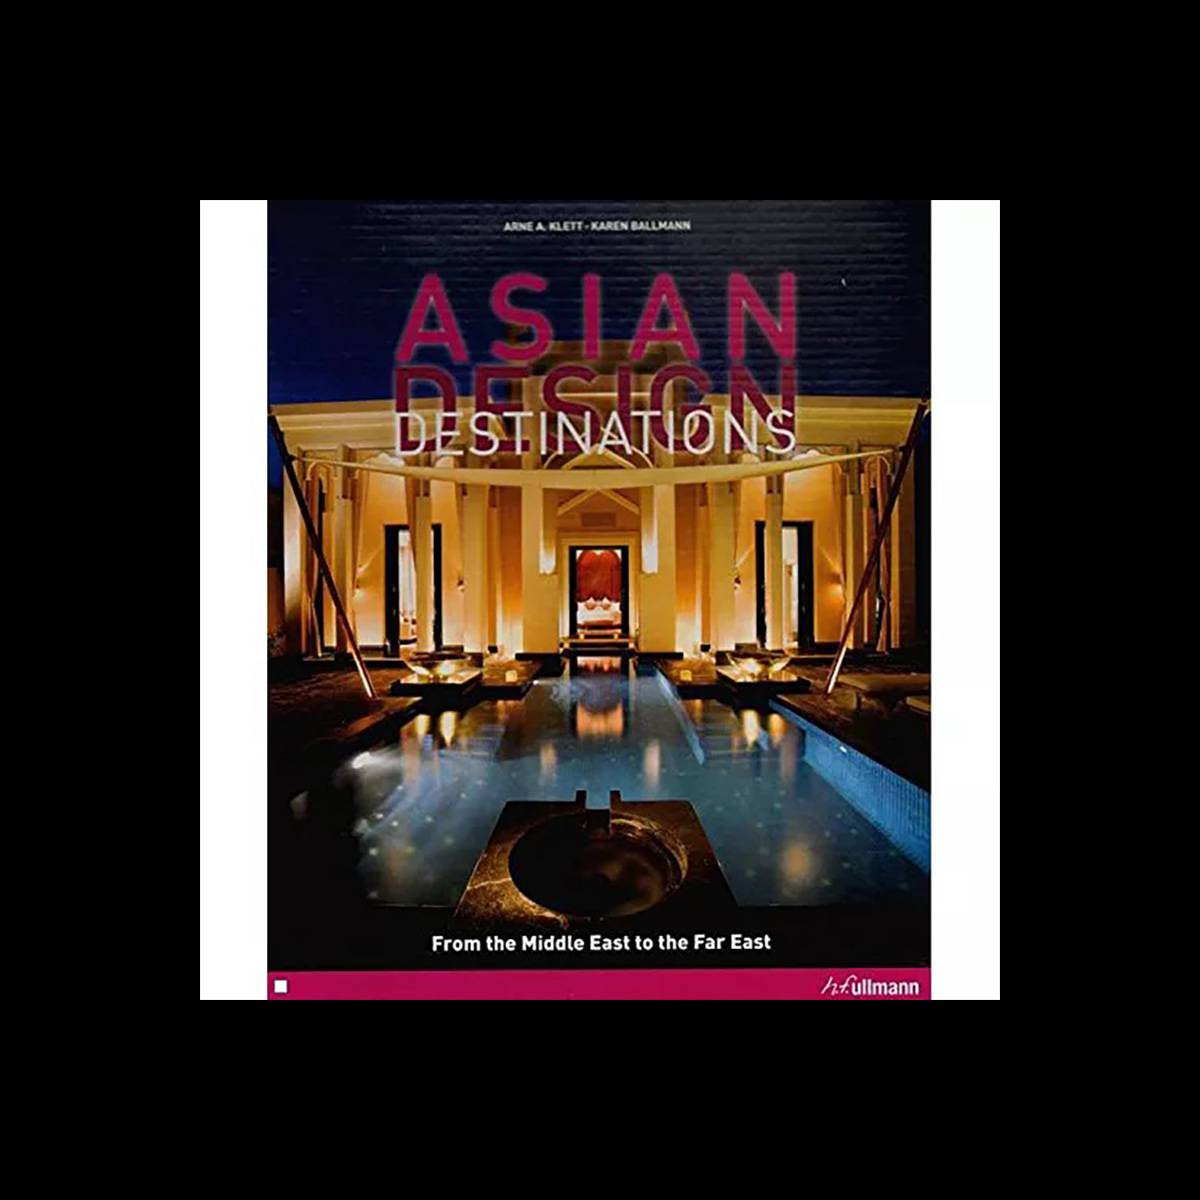 ARNE A. KLETT · KAREN BALLMANN
ASIAN
DESIGN
DESTINATIONS
From the Middle East to the Far East
h.f.ullmann